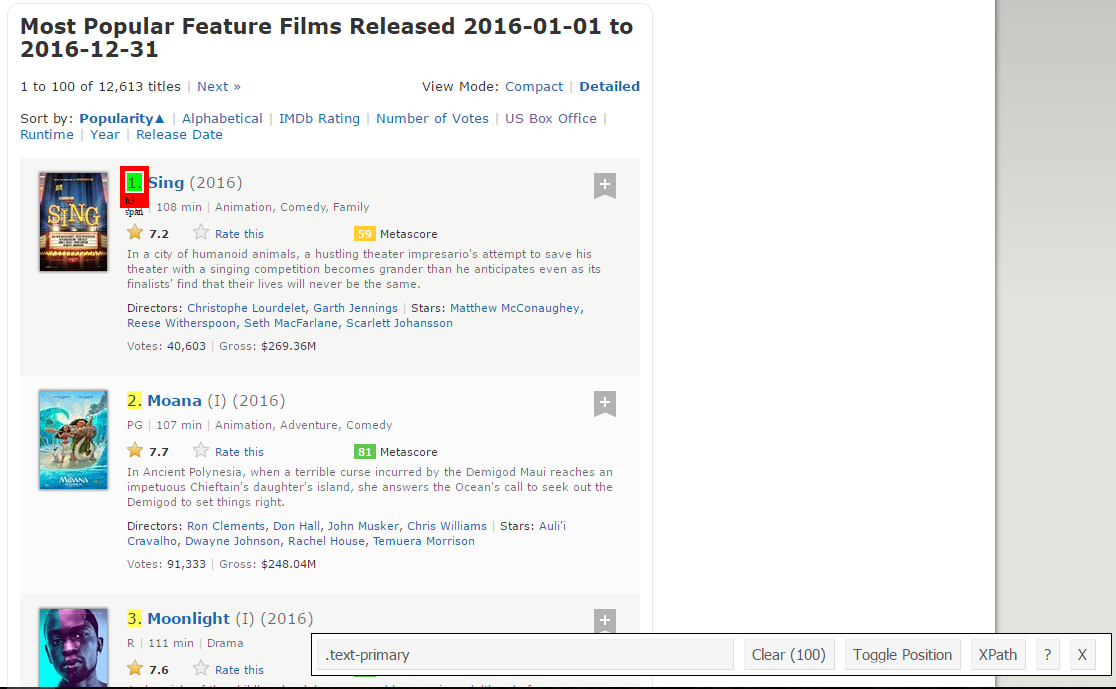 Most Popular Feature Films Released 2016-01-01 to
2016-12-31
1 to 100 of 12,613 titles | Next »
View Mode: Compact | Detailed
Sort by: Popularity▲ | Alphabetical | IMDb Rating | Number of Votes | US Box Office |
Runtime | Year | Release Date
SING
1. Sing (2016)
h3
span
| 108 min | Animation, Comedy, Family
7.2 Rate this 59 Metascore
In a city of humanoid animals, a hustling theater impresario's attempt to save his
theater with a singing competition becomes grander than he anticipates even as its
finalists' find that their lives will never be the same.
Directors: Christophe Lourdelet, Garth Jennings | Stars: Matthew McConaughey,
Reese Witherspoon, Seth MacFarlane, Scarlett Johansson
Votes: 40,603 | Gross: $269.36M
MOANA
2. Moana (I) (2016)
PG | 107 min | Animation, Adventure, Comedy
7.7 Rate this 81 Metascore
In Ancient Polynesia, when a terrible curse incurred by the Demigod Maui reaches an
impetuous Chieftain's daughter's island, she answers the Ocean's call to seek out the
Demigod to set things right.
Directors: Ron Clements, Don Hall, John Musker, Chris Williams | Stars: Auli'i
Cravalho, Dwayne Johnson, Rachel House, Temuera Morrison
Votes: 91,333 | Gross: $248.04M
3. Moonlight (I) (2016)
R | 111 min | Drama
7.6 Rate this
.text-primary
Clear (100)
Toggle Position
XPath
?
X